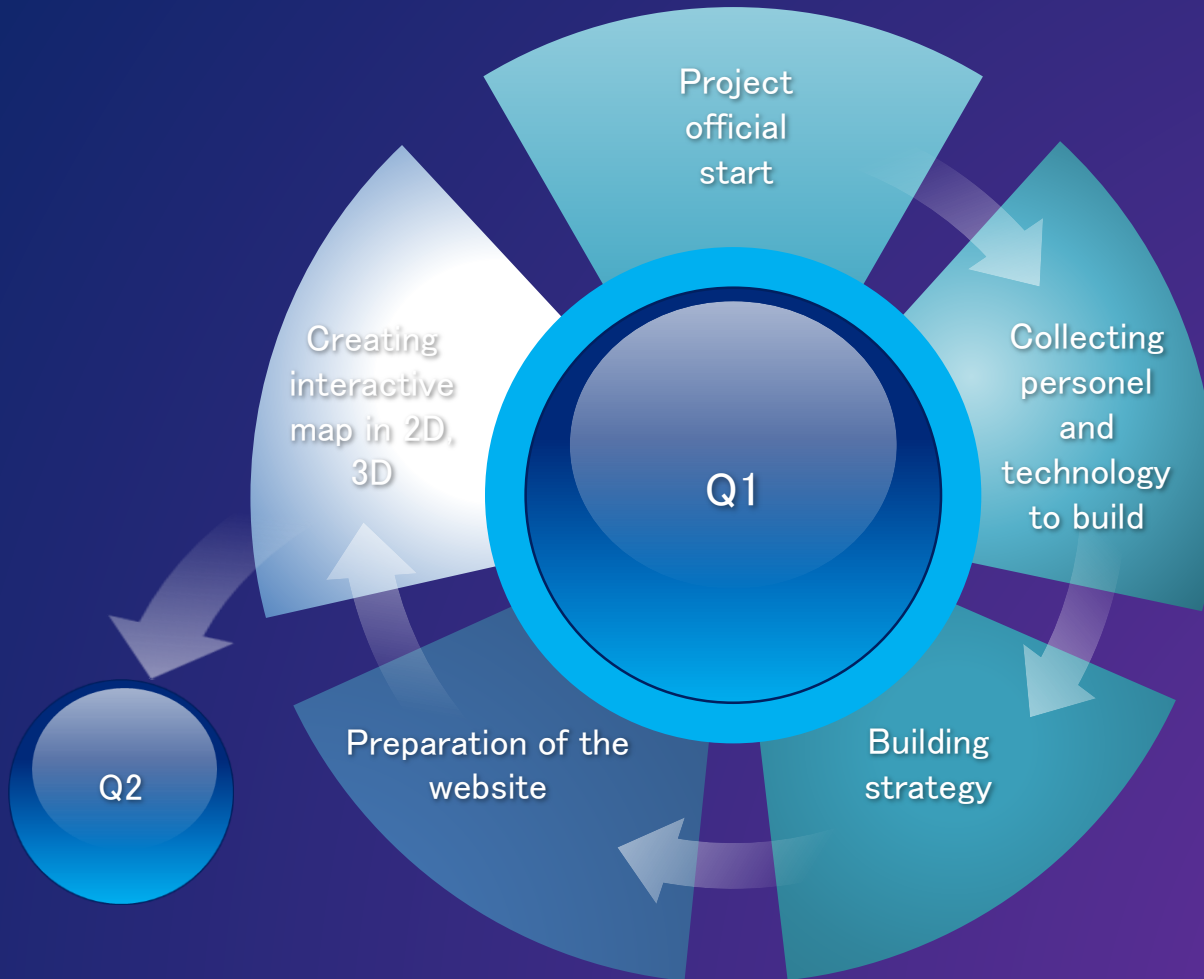 Project
official
start
Collecting
personel
and
technology
to build
Building
strategy
Preparation of the
website
Creating
interactive
map in 2D,
3D
Q1
Q2